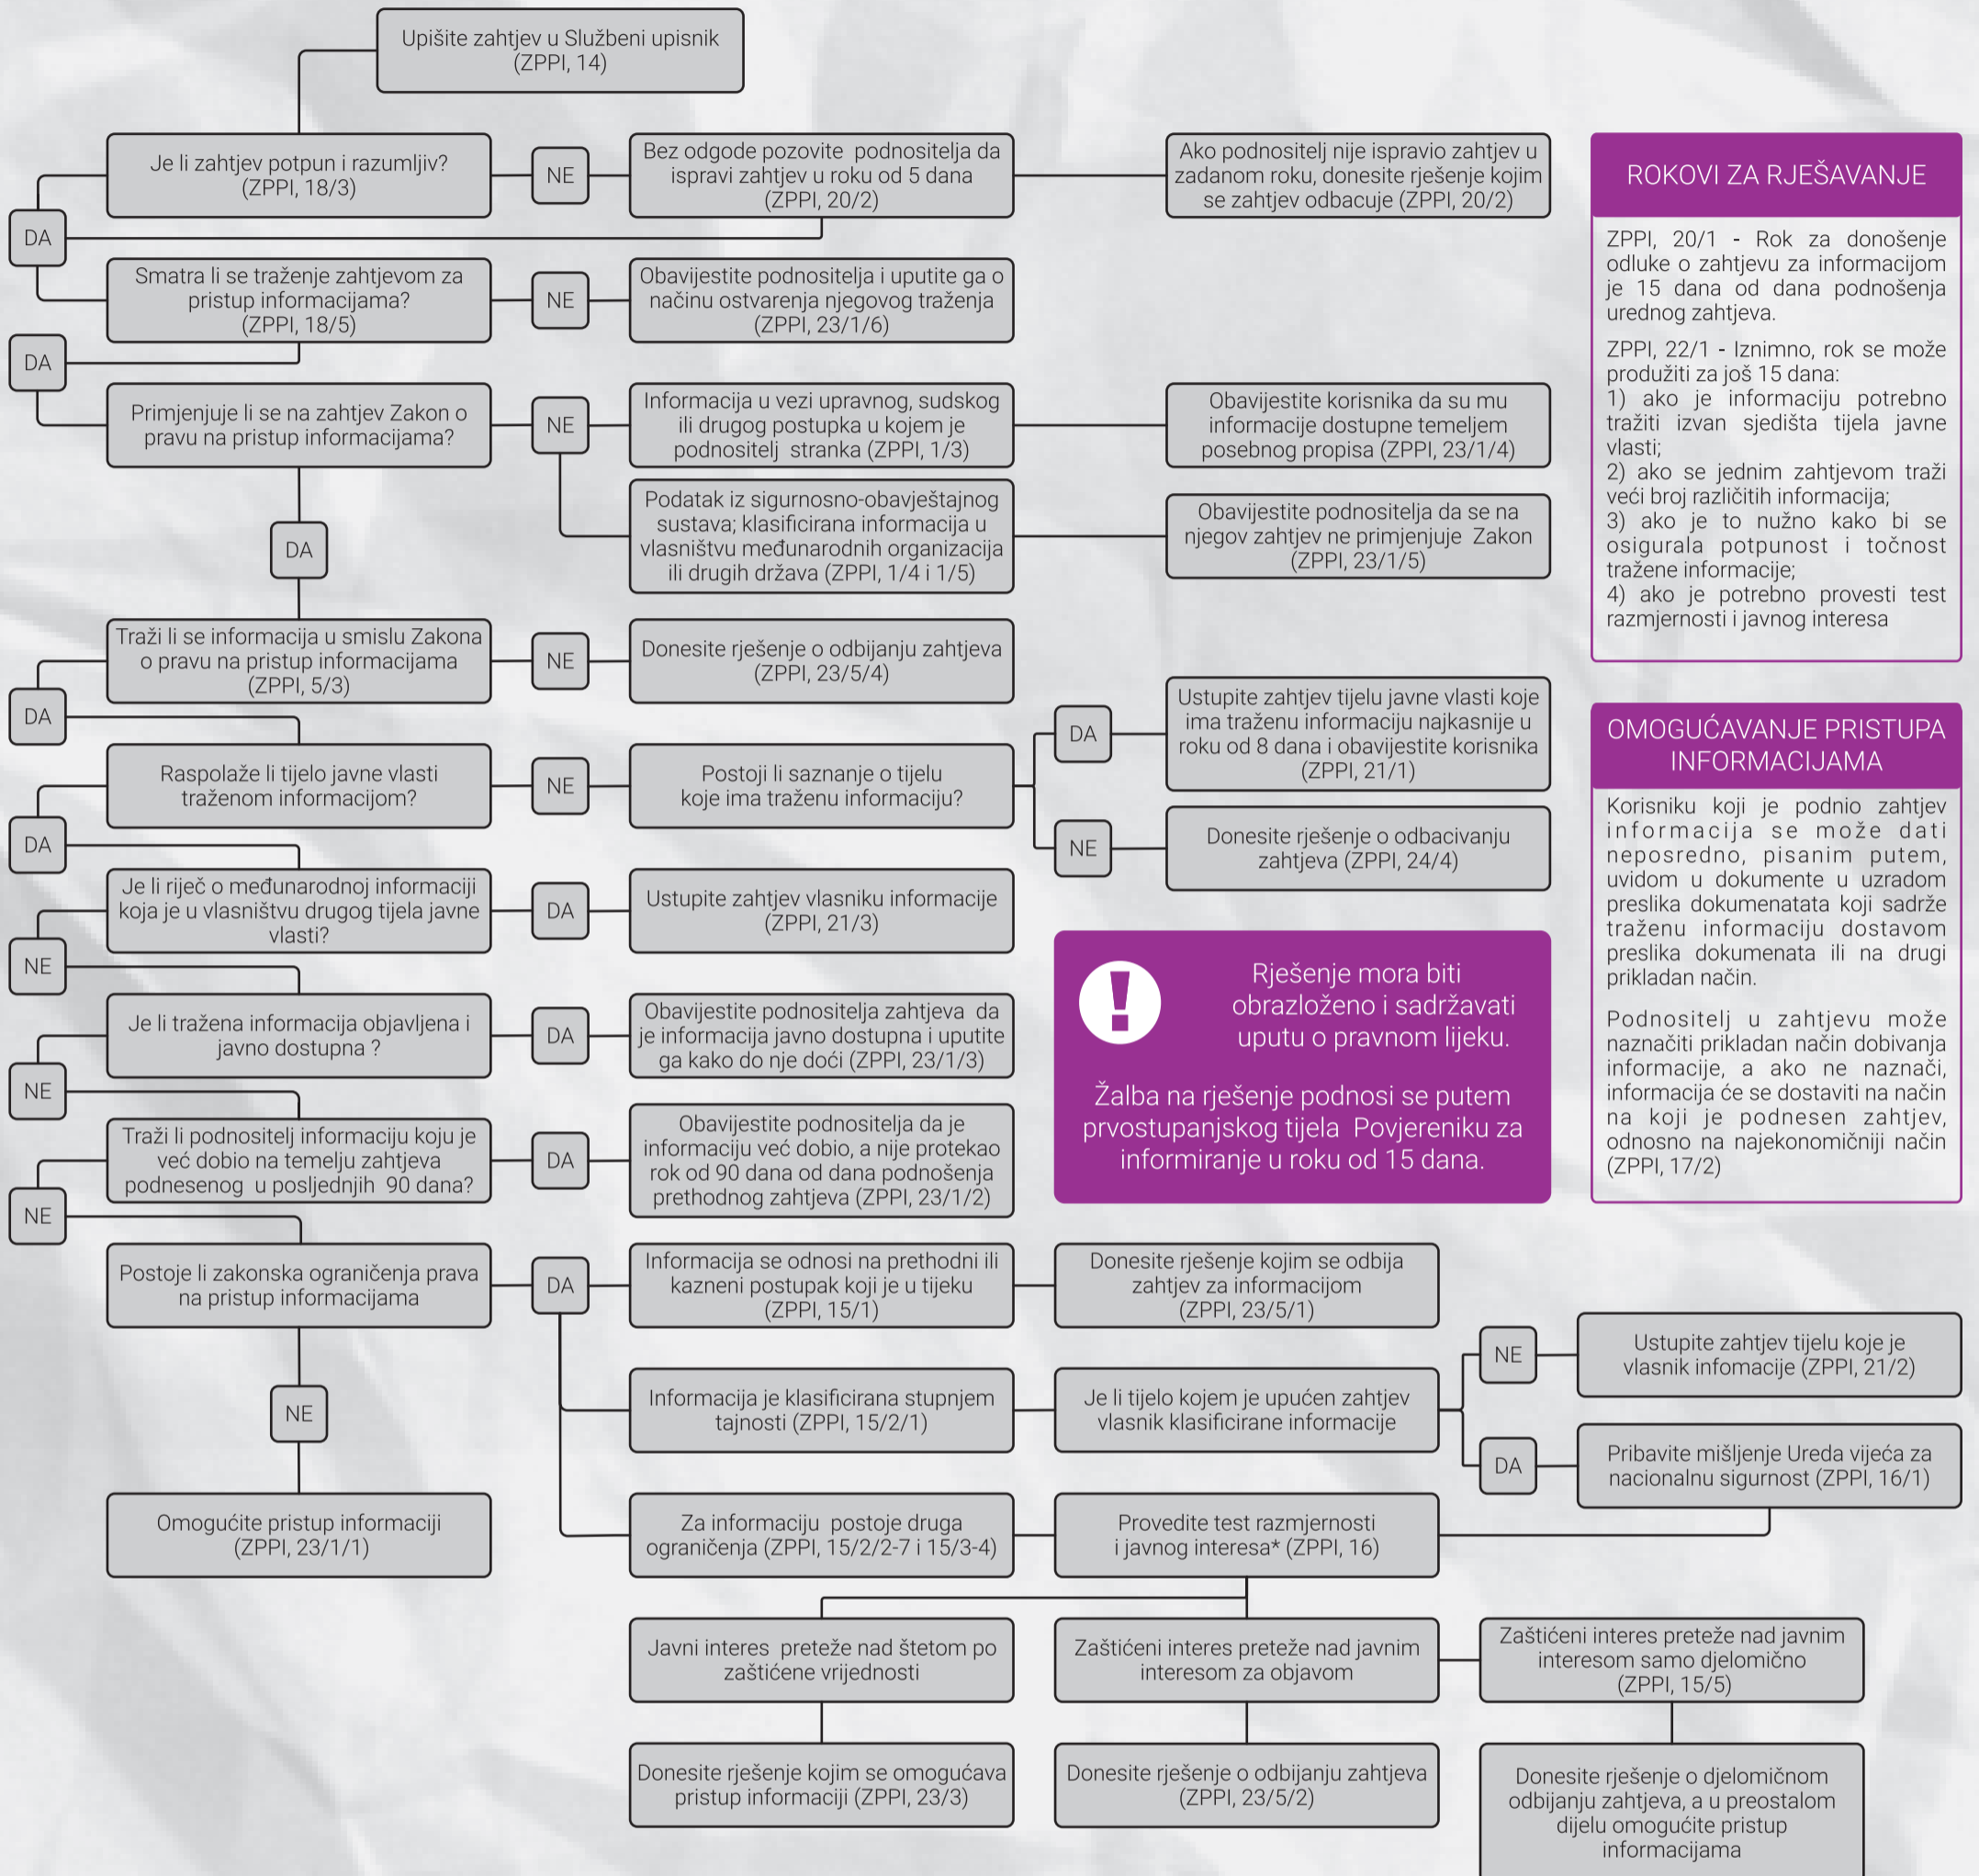 Upišite zahtjev u Službeni upisnik
(ZPPI, 14)
Je li zahtjev potpun i razumljiv?
(ZPPI, 18/3)
NE
Bez odgode pozovite podnositelja da
ispravi zahtjev u roku od 5 dana
(ZPPI, 20/2)
Ako podnositelj nije ispravio zahtjev u
zadanom roku, donesite rješenje kojim
se zahtjev odbacuje (ZPPI, 20/2)
DA
Smatra li se traženje zahtjevom za
pristup informacijama?
(ZPPI, 18/5)
NE
Obavijestite podnositelja i uputite ga o
načinu ostvarenja njegovog traženja
(ZPPI, 23/1/6)
DA
Primjenjuje li se na zahtjev Zakon o
pravu na pristup informacijama?
NE
Informacija u vezi upravnog, sudskog
ili drugog postupka u kojem je
podnositelj stranka (ZPPI, 1/3)
Obavijestite korisnika da su mu
informacije dostupne temeljem
posebnog propisa (ZPPI, 23/1/4)
Podatak iz sigurnosno-obavještajnog
sustava; klasificirana informacija u
vlasništvu međunarodnih organizacija
ili drugih država (ZPPI, 1/4 i 1/5)
Obavijestite podnositelja da se na
njegov zahtjev ne primjenjuje Zakon
(ZPPI, 23/1/5)
DA
Traži li se informacija u smislu Zakona
o pravu na pristup informacijama
(ZPPI, 5/3)
NE
Donesite rješenje o odbijanju zahtjeva
(ZPPI, 23/5/4)
DA
Raspolaže li tijelo javne vlasti
traženom informacijom?
NE
Postoji li saznanje o tijelu
koje ima traženu informaciju?
DA
Ustupite zahtjev tijelu javne vlasti koje
ima traženu informaciju najkasnije u
roku od 8 dana i obavijestite korisnika
(ZPPI, 21/1)
NE
Donesite rješenje o odbacivanju
zahtjeva (ZPPI, 24/4)
DA
Je li riječ o međunarodnoj informaciji
koja je u vlasništvu drugog tijela javne
vlasti?
DA
Ustupite zahtjev vlasniku informacije
(ZPPI, 21/3)
NE
Je li tražena informacija objavljena i
javno dostupna ?
DA
Obavijestite podnositelja zahtjeva da
je informacija javno dostupna i uputite
ga kako do nje doći (ZPPI, 23/1/3)
NE
Traži li podnositelj informaciju koju je
već dobio na temelju zahtjeva
podnesenog u posljednjih 90 dana?
DA
Obavijestite podnositelja da je
informaciju već dobio, a nije protekao
rok od 90 dana od dana podnošenja
prethodnog zahtjeva (ZPPI, 23/1/2)
NE
Postoje li zakonska ograničenja prava
na pristup informacijama
DA
Informacija se odnosi na prethodni ili
kazneni postupak koji je u tijeku
(ZPPI, 15/1)
Donesite rješenje kojim se odbija
zahtjev za informacijom
(ZPPI, 23/5/1)
NE
Omogućite pristup informaciji
(ZPPI, 23/1/1)
Informacija je klasificirana stupnjem
tajnosti (ZPPI, 15/2/1)
Je li tijelo kojem je upućen zahtjev
vlasnik klasificirane informacije
NE
Ustupite zahtjev tijelu koje je
vlasnik infomacije (ZPPI, 21/2)
DA
Pribavite mišljenje Ureda vijeća za
nacionalnu sigurnost (ZPPI, 16/1)
Za informaciju postoje druga
ograničenja (ZPPI, 15/2/2-7 i 15/3-4)
Provedite test razmjernosti
i javnog interesa* (ZPPI, 16)
Javni interes preteže nad štetom po
zaštićene vrijednosti
Zaštićeni interes preteže nad javnim
interesom za objavom
Zaštićeni interes preteže nad javnim
interesom samo djelomično
(ZPPI, 15/5)
Donesite rješenje kojim se omogućava
pristup informaciji (ZPPI, 23/3)
Donesite rješenje o odbijanju zahtjeva
(ZPPI, 23/5/2)
Donesite rješenje o djelomičnom
odbijanju zahtjeva, a u preostalom
dijelu omogućite pristup
informacijama
ROKOVI ZA RJEŠAVANJE
ZPPI, 20/1 - Rok za donošenje
odluke o zahtjevu za informacijom
je 15 dana od dana podnošenja
urednog zahtjeva.
ZPPI, 22/1 - Iznimno, rok se može
produžiti za još 15 dana:
1) ako je informaciju potrebno
tražiti izvan sjedišta tijela javne
vlasti;
2) ako se jednim zahtjevom traži
veći broj različitih informacija;
3) ako je to nužno kako bi se
osigurala potpunost i točnost
tražene informacije;
4) ako je potrebno provesti test
razmjernosti i javnog interesa
OMOGUĆAVANJE PRISTUPA
INFORMACIJAMA
Korisniku koji je podnio zahtjev
informacija se može dati
neposredno, pisanim putem,
uvidom u dokumente u uzradom
preslika dokumenatata koji sadrže
traženu informaciju dostavom
preslika dokumenata ili na drugi
prikladan način.
Podnositelj u zahtjevu može
naznačiti prikladan način dobivanja
informacije, a ako ne naznači,
informacija će se dostaviti na način
na koji je podnesen zahtjev,
odnosno na najekonomičniji način
(ZPPI, 17/2)
!
Rješenje mora biti
obrazloženo i sadržavati
uputu o pravnom lijeku.
Žalba na rješenje podnosi se putem
prvostupanjskog tijela Povjereniku za
informiranje u roku od 15 dana.